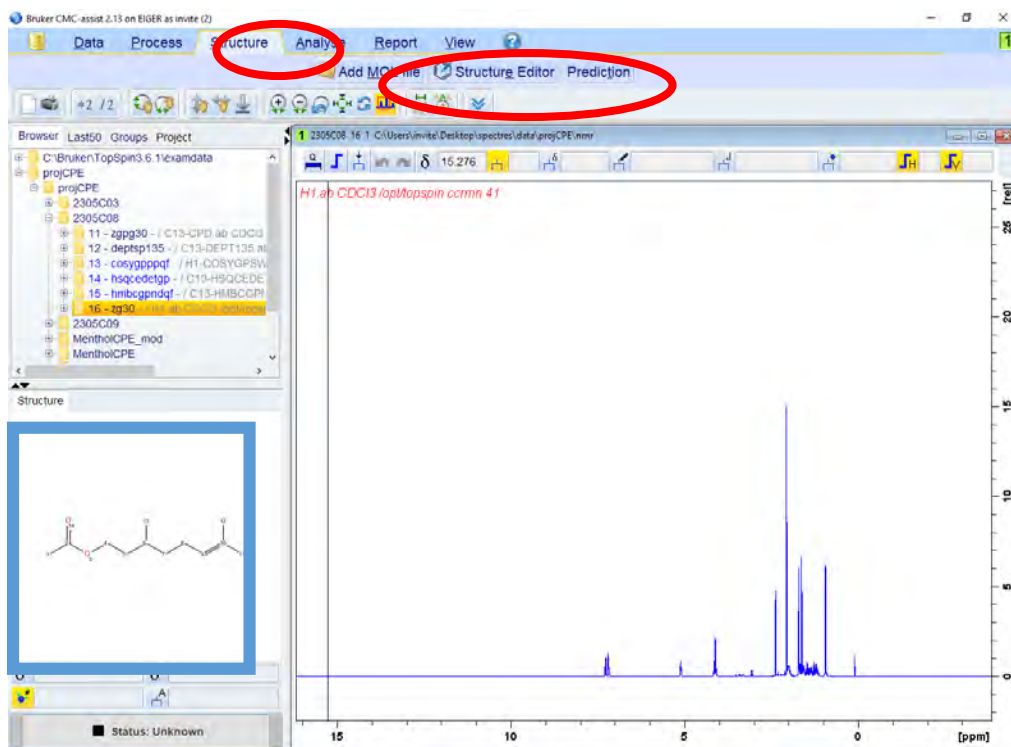 Bruker CMC-assist 2.13 on EIGER as invite (2)
Data Process Structure Analyse Report View
1
Add MOL file Structure Editor Prediction
*2 /2
Browser Last50 Groups Project
C:\Bruker\TopSpin3.6.1\examdata
projCPE
projCPE
2305C03
2305C08
11 - zgpg30 - / C13-CPD.ab CDCl3
12 - deptsp135 - / C13-DEPT135.ab
13 - cosygpppqf / H1-COSYGPSW
14 - hsqcedetgp - / C13-HSQCEDE
15 - hmbcgpndqf - / C13-HMBCGPI
16 - zg30
2305C09
MentholCPE_mod
MentholCPE
Structure
Status: Unknown
1 2305C08 16 1 C:\Users\invite\Desktop\spectres\data\projCPE\nmr
δ 15.276
H1.ab CDCl3 /opt/topspin ccrmn 41
[rel]
25
20
15
10
5
0
15 10 5 0 [ppm]